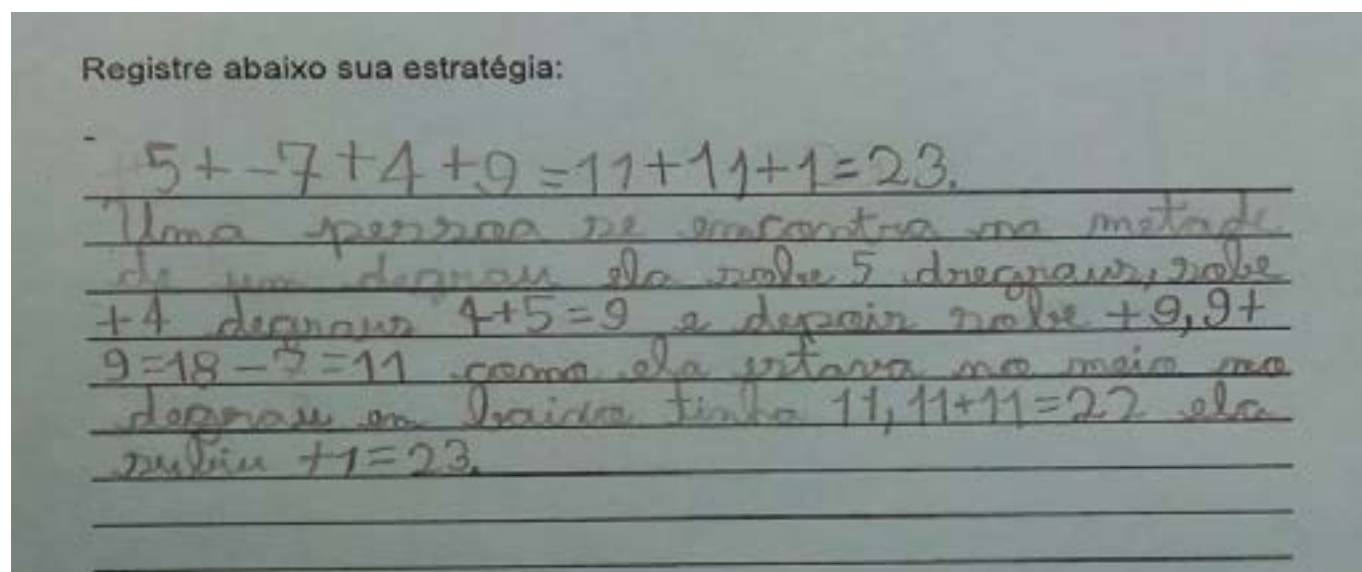 Registre abaixo sua estratégia:
-
5+-7+4+9=11+11+1=23.
Uma pessoa se encontra na metade
de um degrau ela sobe 5 dregraus, sobe
+4 degraus 4+5=9 e depois sobe +9, 9+
9=18-7=11 como ela estava no meio no
degrau em baixo tinha 11, 11+11=22 ela
subiu +1=23.